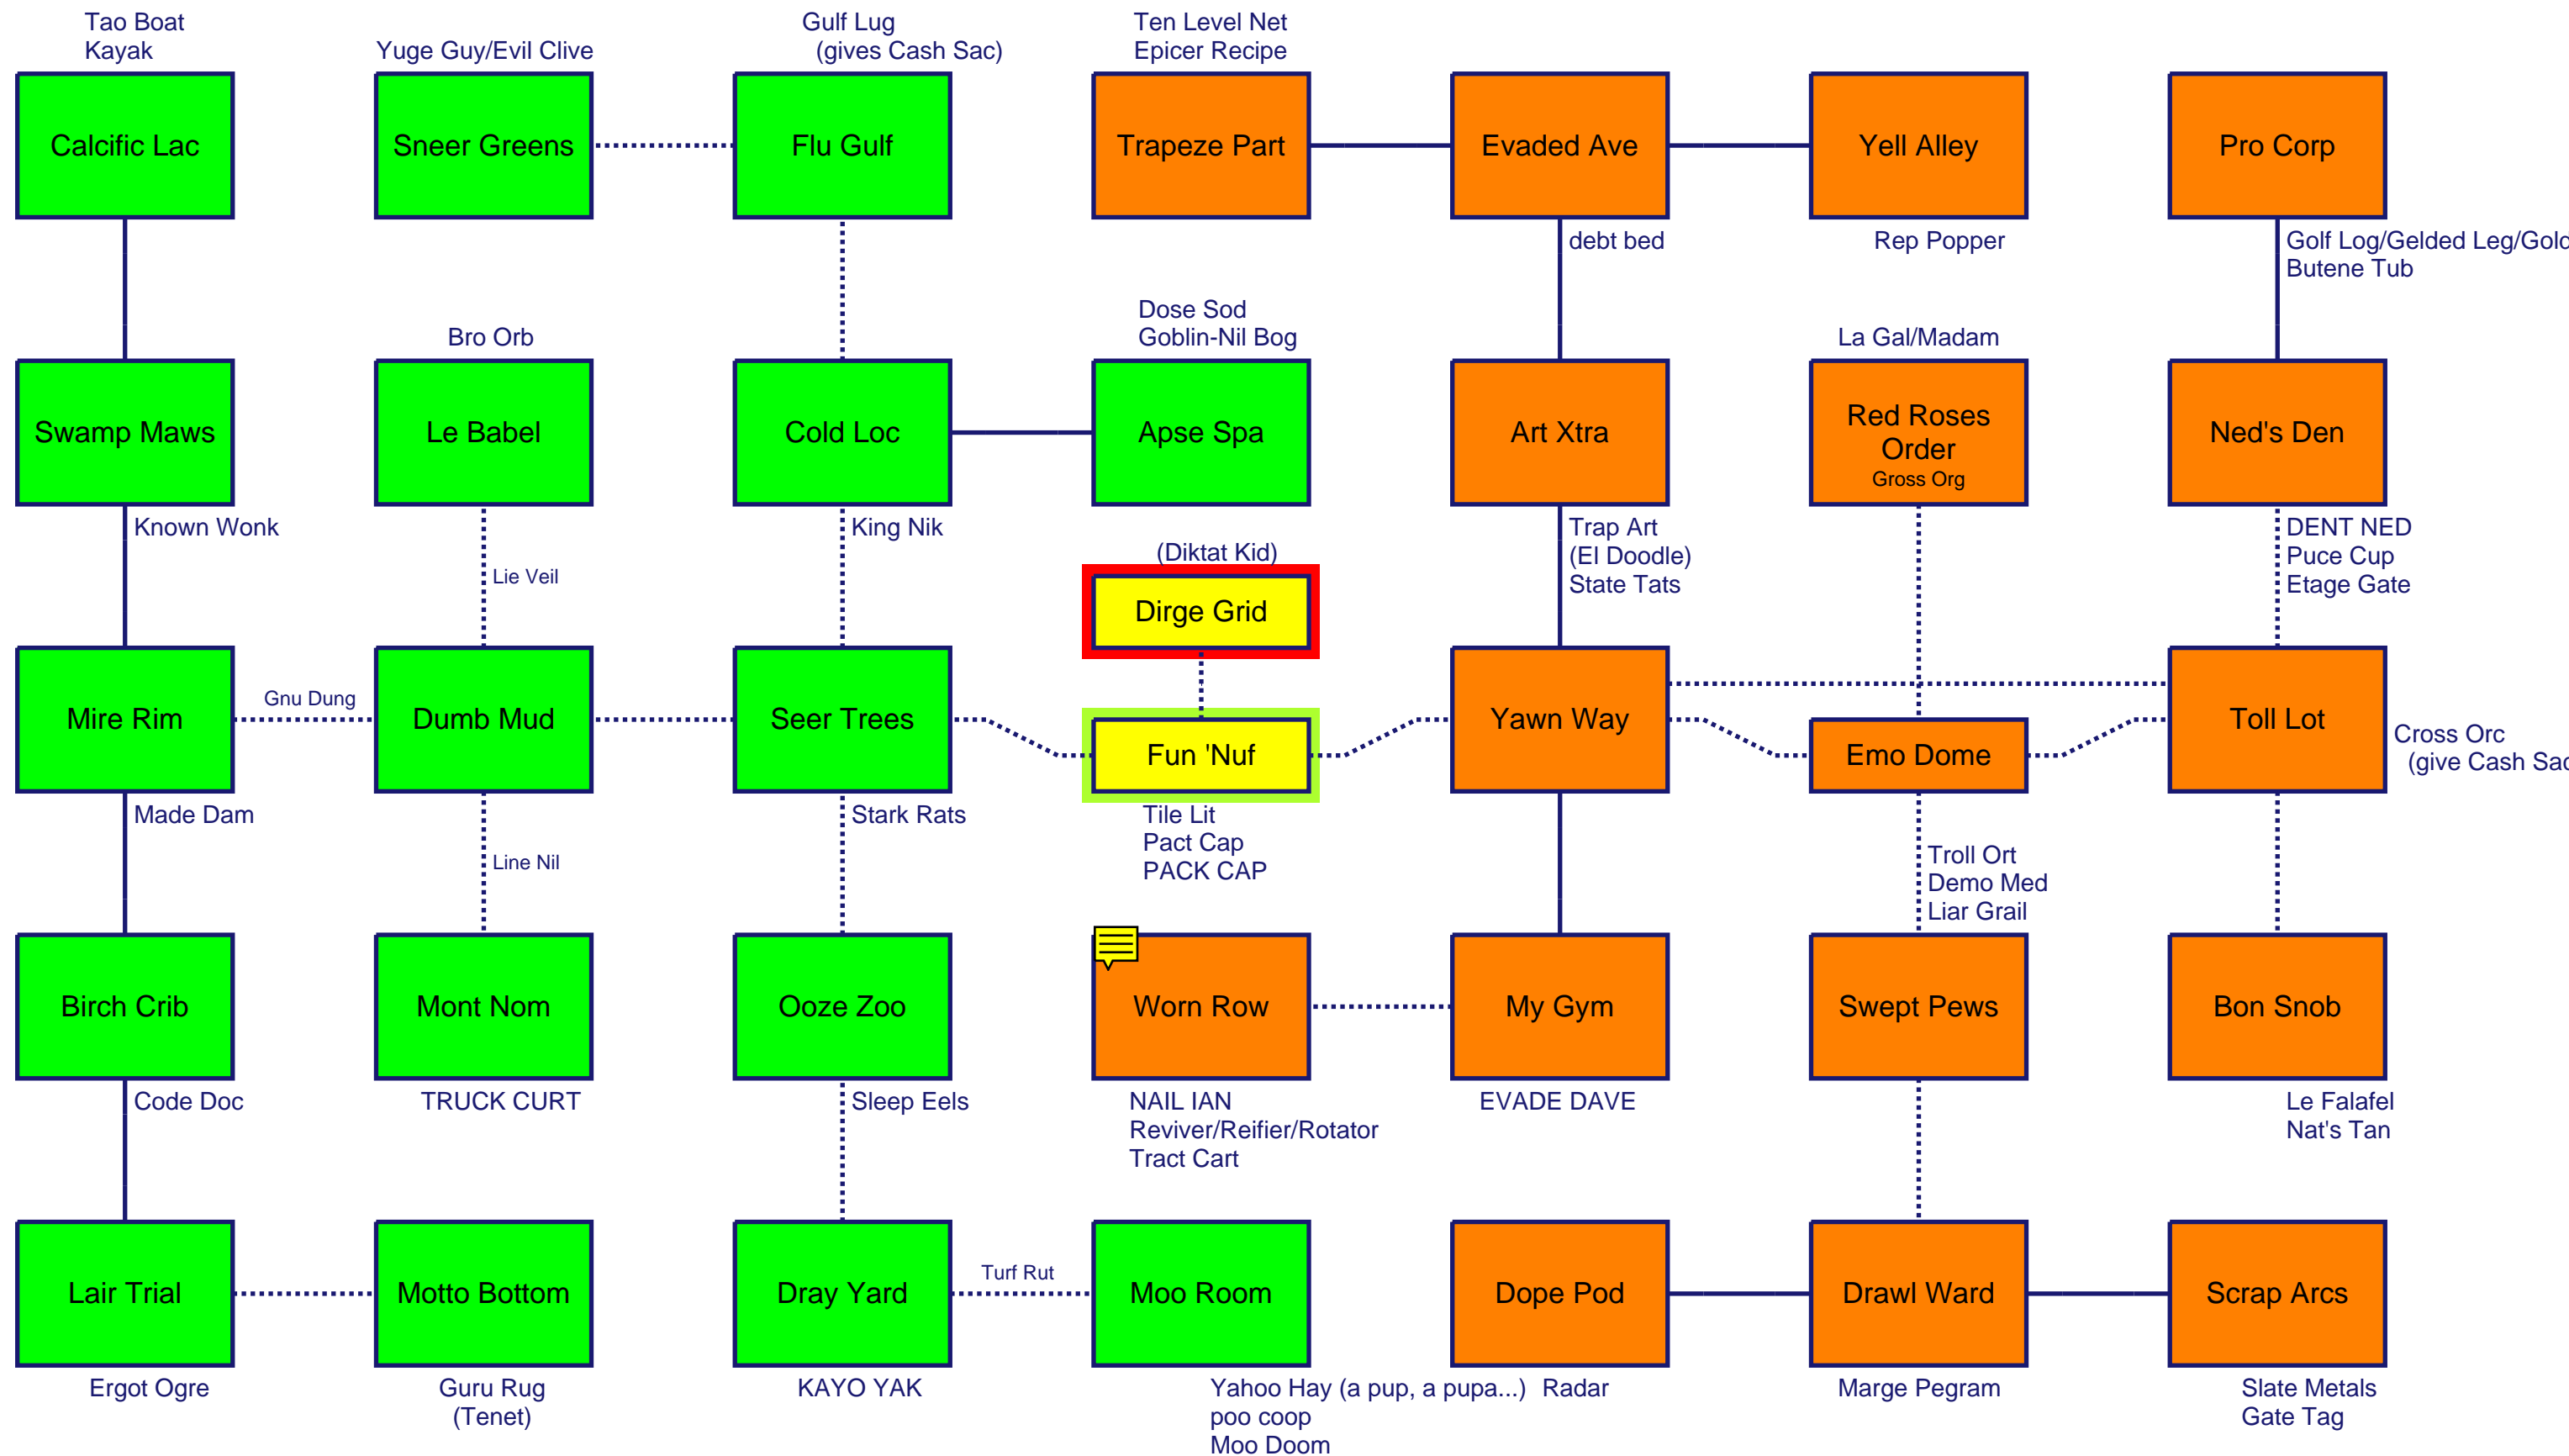 Tao Boat
Kayak
Yuge Guy/Evil Clive
Gulf Lug
(gives Cash Sac)
Ten Level Net
Epicer Recipe
Calcific Lac
Sneer Greens
Flu Gulf
Trapeze Part
Evaded Ave
Yell Alley
Pro Corp
debt bed
Rep Popper
Golf Log/Gelded Leg/Gold
Butene Tub
Bro Orb
Dose Sod
Goblin-Nil Bog
La Gal/Madam
Swamp Maws
Le Babel
Cold Loc
Apse Spa
Art Xtra
Red Roses
Order
Gross Org
Ned's Den
Known Wonk
Lie Veil
King Nik
(Diktat Kid)
Dirge Grid
Trap Art
(El Doodle)
State Tats
DENT NED
Puce Cup
Etage Gate
Mire Rim
Gnu Dung
Dumb Mud
Seer Trees
Fun 'Nuf
Yawn Way
Emo Dome
Toll Lot
Cross Orc
(give Cash Sac
Made Dam
Line Nil
Stark Rats
Tile Lit
Pact Cap
PACK CAP
Troll Ort
Demo Med
Liar Grail
Birch Crib
Mont Nom
Ooze Zoo
Worn Row
My Gym
Swept Pews
Bon Snob
Code Doc
TRUCK CURT
Sleep Eels
NAIL IAN
Reviver/Reifier/Rotator
Tract Cart
EVADE DAVE
Le Falafel
Nat's Tan
Lair Trial
Motto Bottom
Dray Yard
Turf Rut
Moo Room
Dope Pod
Drawl Ward
Scrap Arcs
Ergot Ogre
Guru Rug
(Tenet)
KAYO YAK
Yahoo Hay (a pup, a pupa...)
poo coop
Moo Doom
Radar
Marge Pegram
Slate Metals
Gate Tag